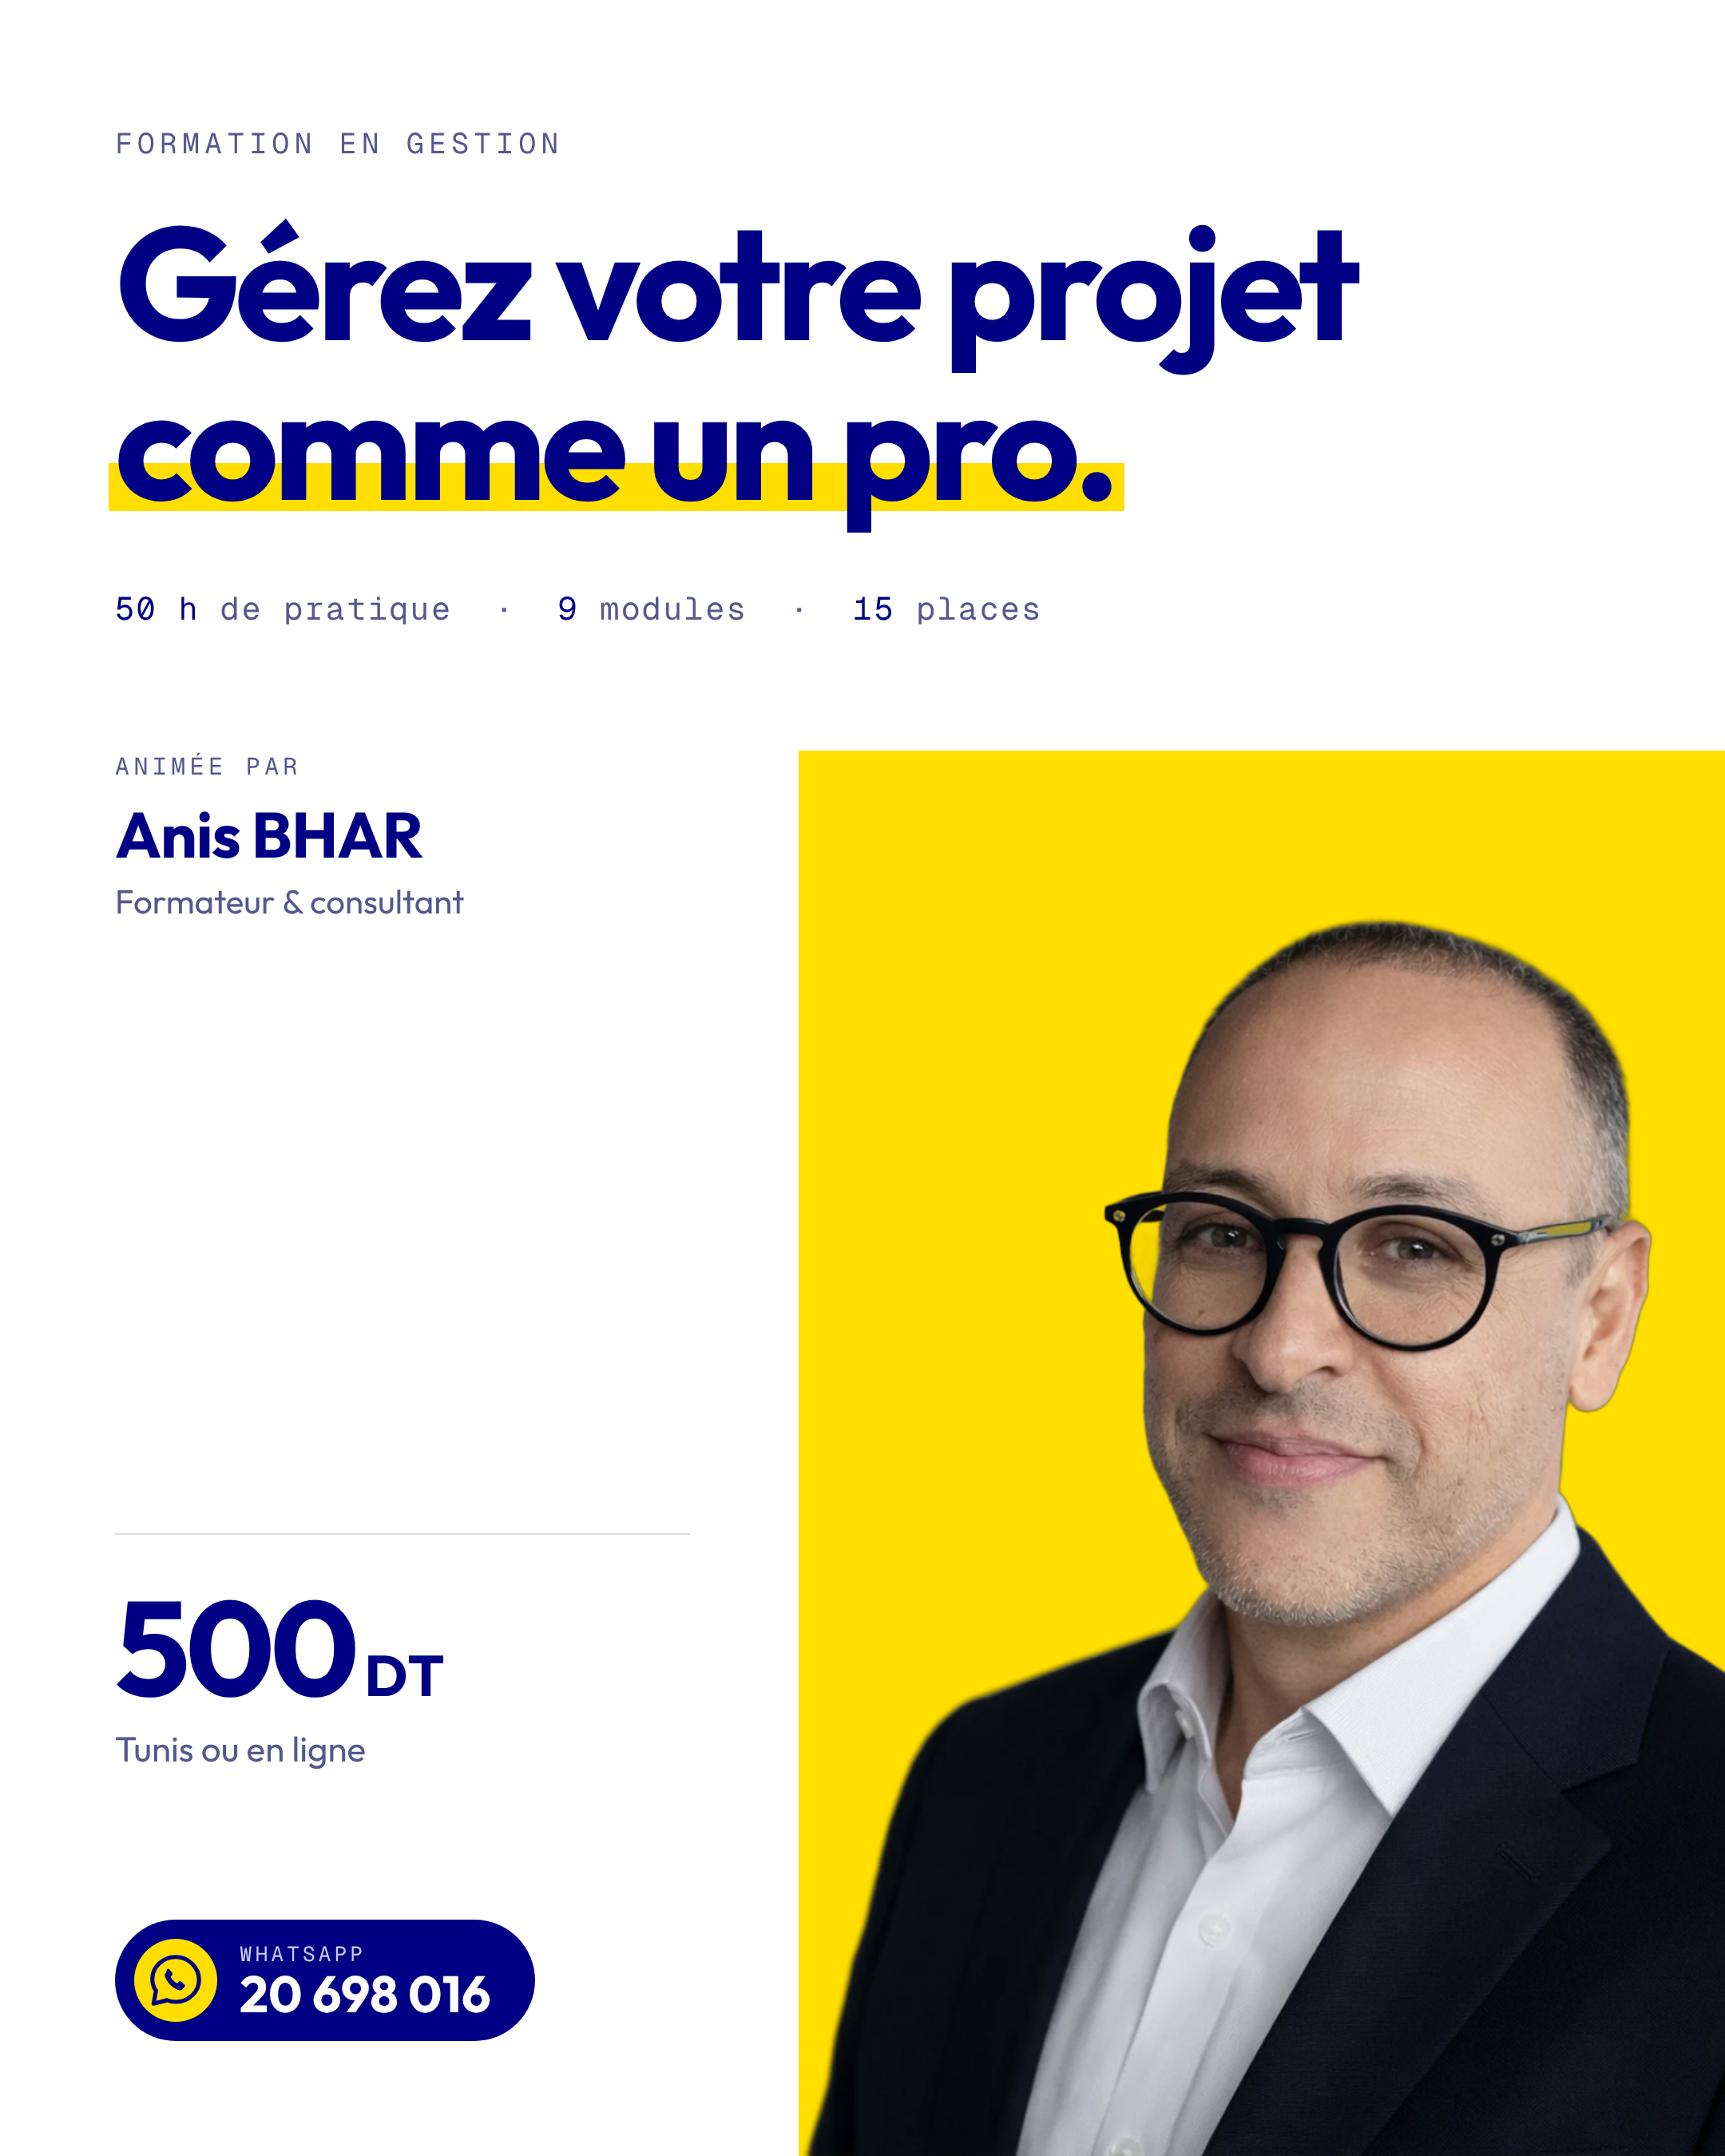 FORMATION EN GESTION
Gérez votre projet
comme un pro.
50 h de pratique · 9 modules · 15 places
ANIMÉE PAR
Anis BHAR
Formateur & consultant
500 DT
Tunis ou en ligne
WHATSAPP
20 698 016